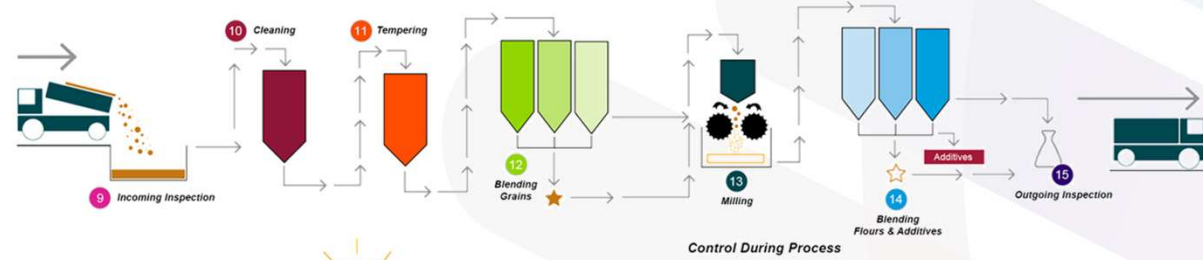 10 Cleaning
11 Tempering
9 Incoming Inspection
12
Blending
Grains
13
Milling
Additives
14
Blending
Flours & Additives
15
Outgoing Inspection
Control During Process